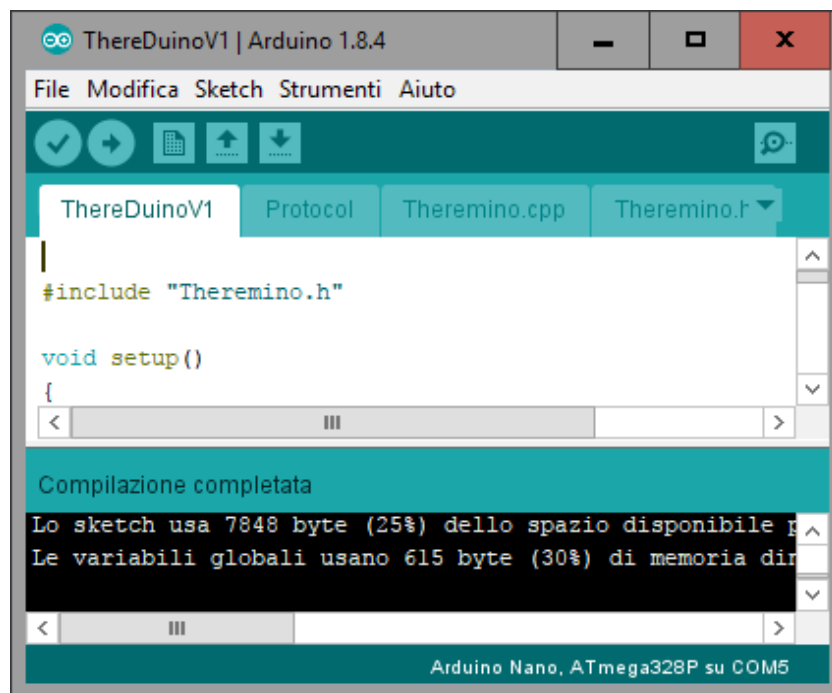 ThereDuinoV1 | Arduino 1.8.4
File Modifica Sketch Strumenti Aiuto
ThereDuinoV1 Protocol Theremino.cpp Theremino.h
#include "Theremino.h"
void setup()
{
Compilazione completata
Lo sketch usa 7848 byte (25%) dello spazio disponibile
Le variabili globali usano 615 byte (30%) di memoria
Arduino Nano, ATmega328P su COM5